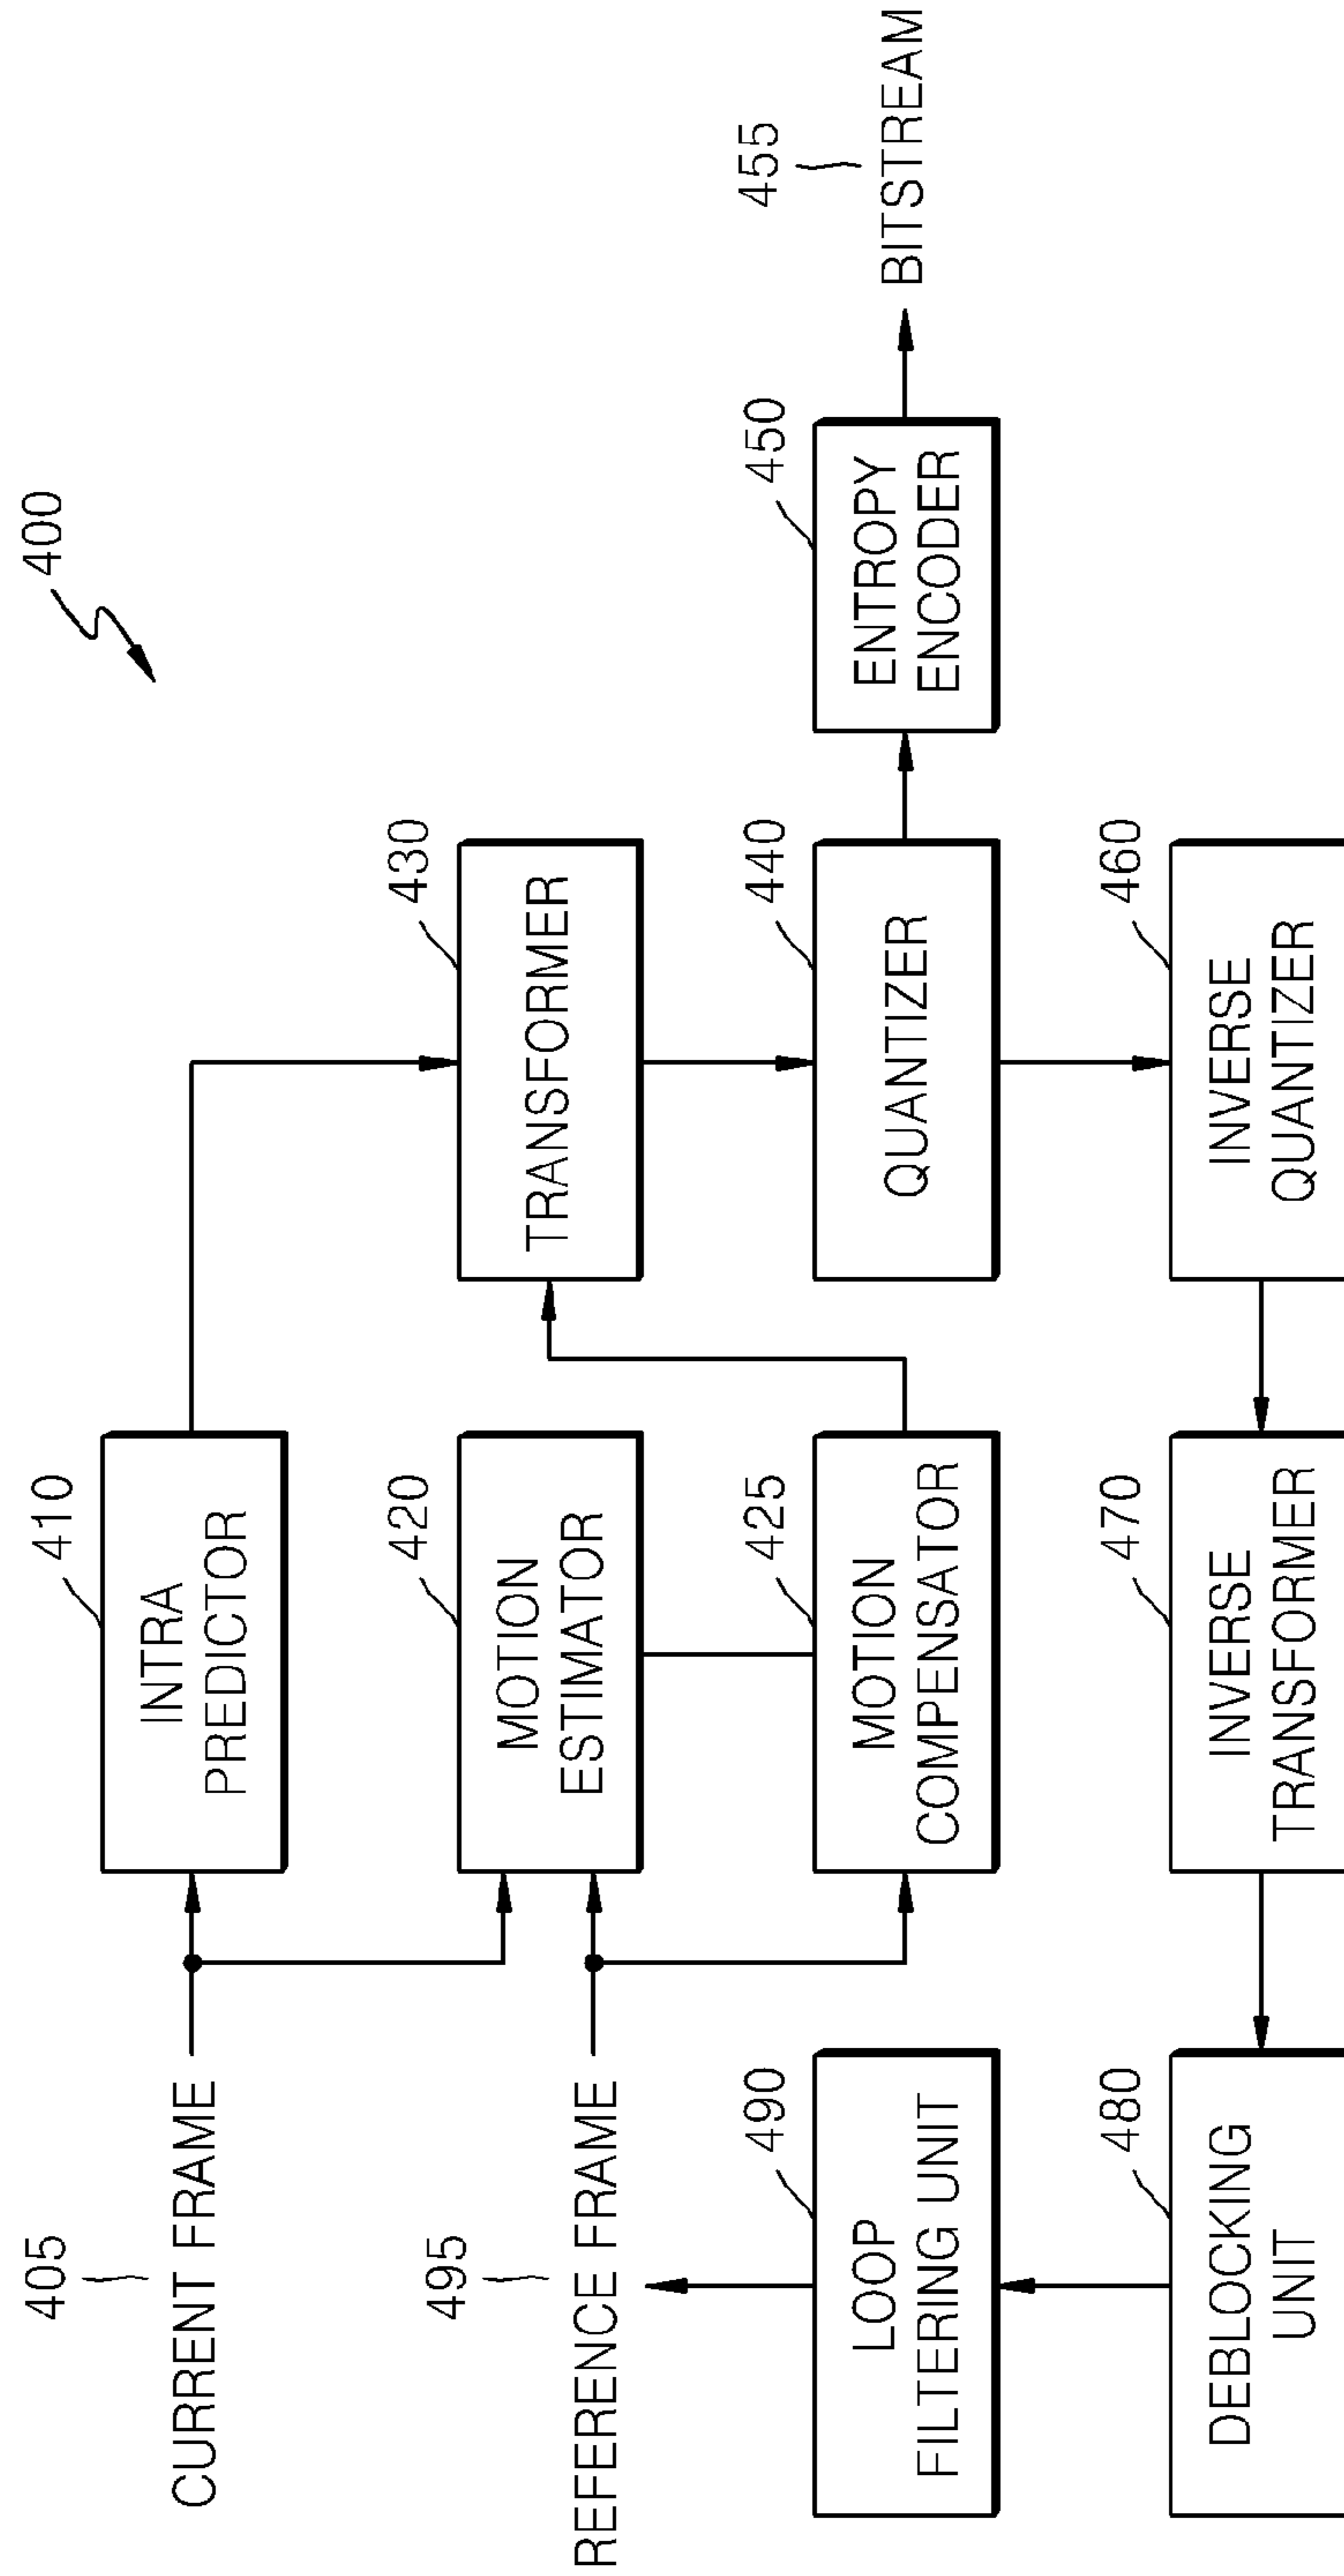 400
405
CURRENT FRAME
410
INTRA
PREDICTOR
495
REFERENCE FRAME
420
MOTION
ESTIMATOR
430
TRANSFORMER
490
LOOP
FILTERING UNIT
425
MOTION
COMPENSATOR
440
QUANTIZER
450
ENTROPY
ENCODER
455
BITSTREAM
480
DEBLOCKING
UNIT
470
INVERSE
TRANSFORMER
460
INVERSE
QUANTIZER